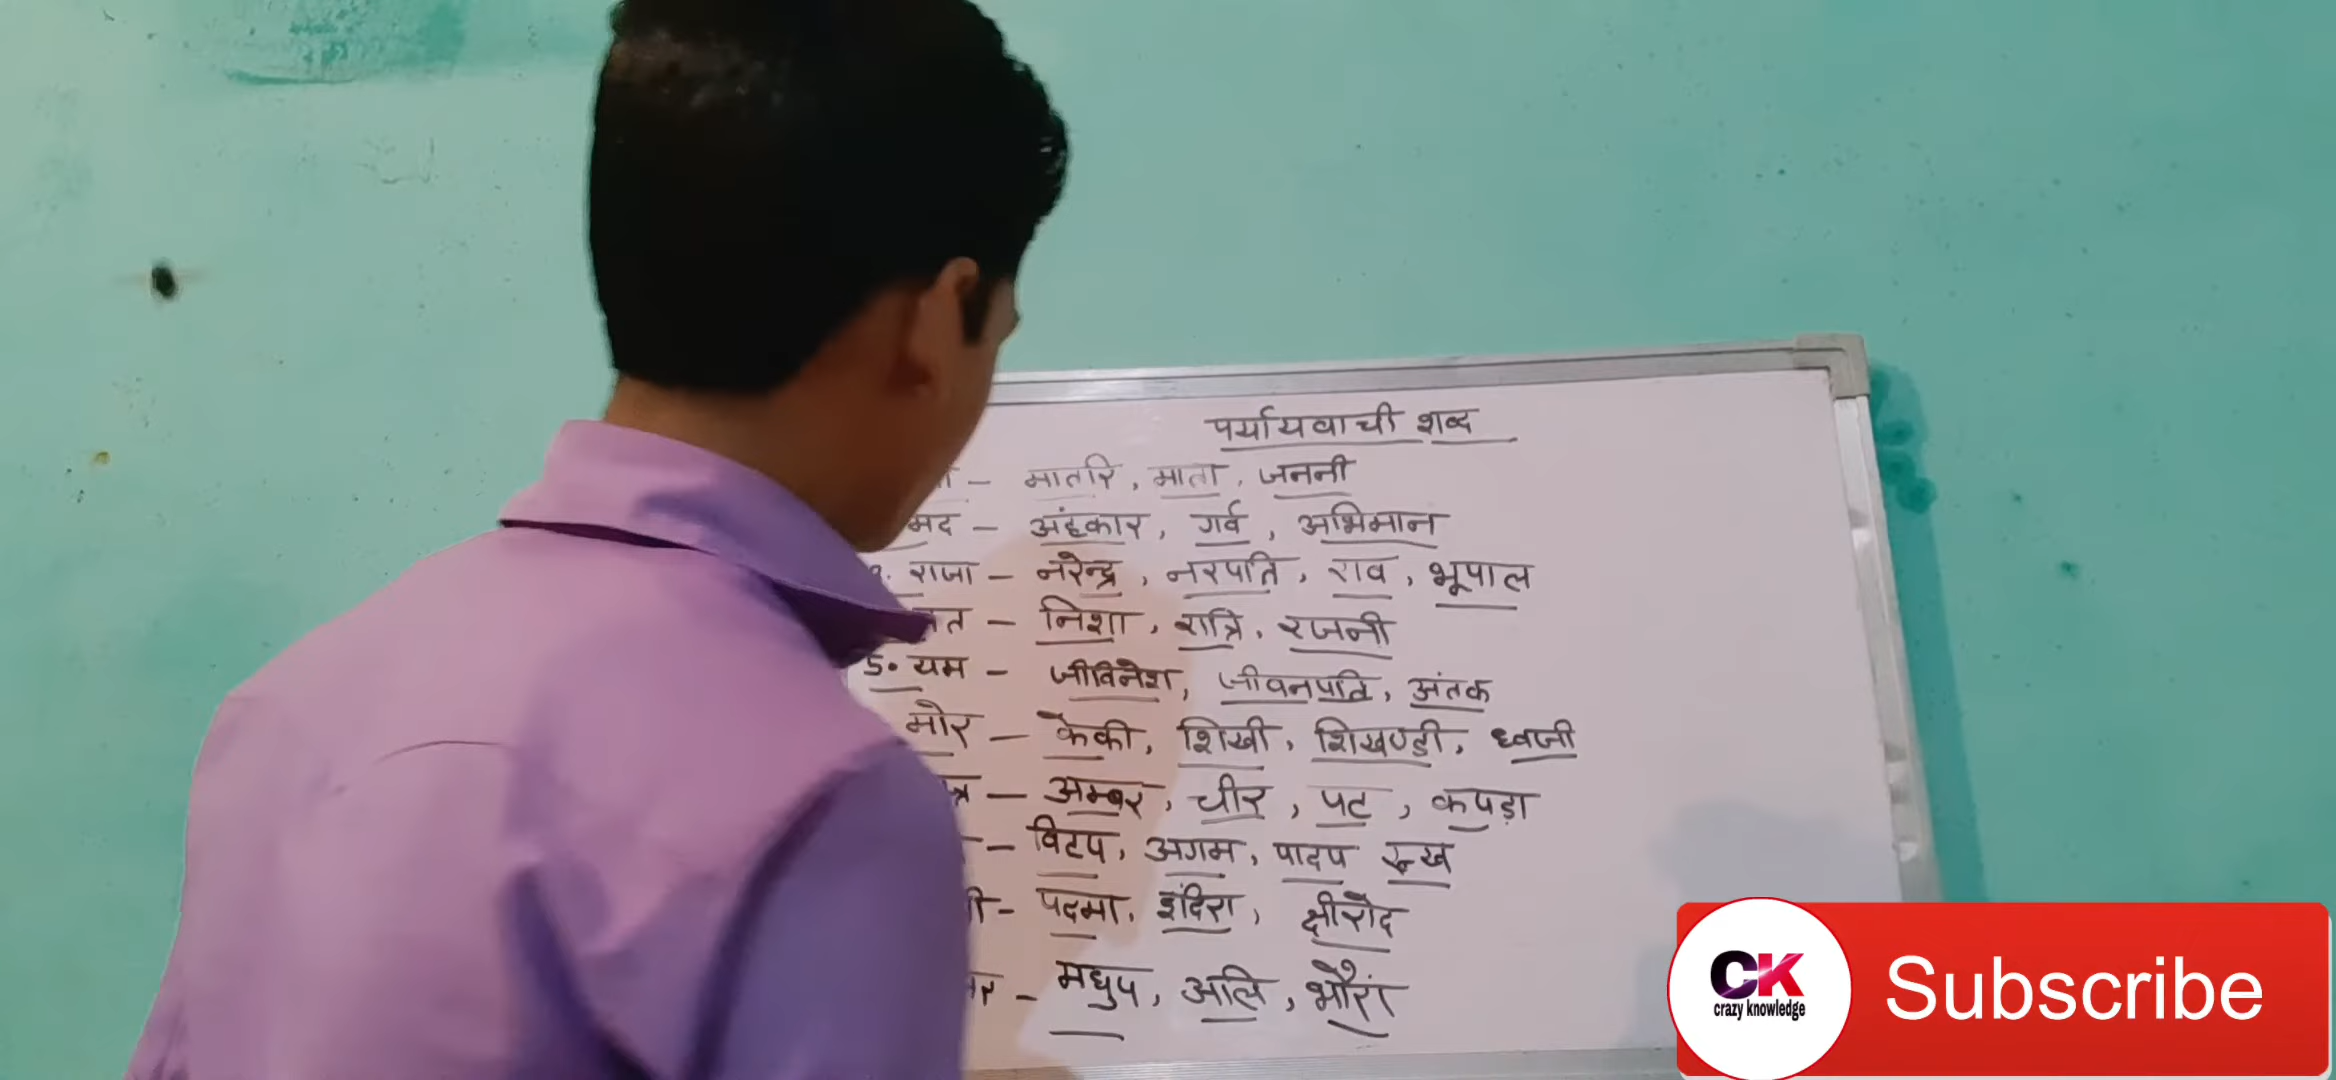 पर्यायवाची शब्द
– मातरि, माता, जननी
मद – अंहकार, गर्व, अभिमान
राजा – नरेन्द्र, नरपति, राव, भूपाल
– निशा, रात्रि, रजनी
5. यम – जीविनेश, जीवनपति, अंतक
मोर – केकी, शिखी, शिखण्डी, ध्वजी
– अम्बर, चीर, पट, कपड़ा
– विटप, अगम, पादप रूख
– पदमा, इंदिरा, क्षीरोद
– मधुप, अलि, भौंरा
CK
crazy knowledge
Subscribe